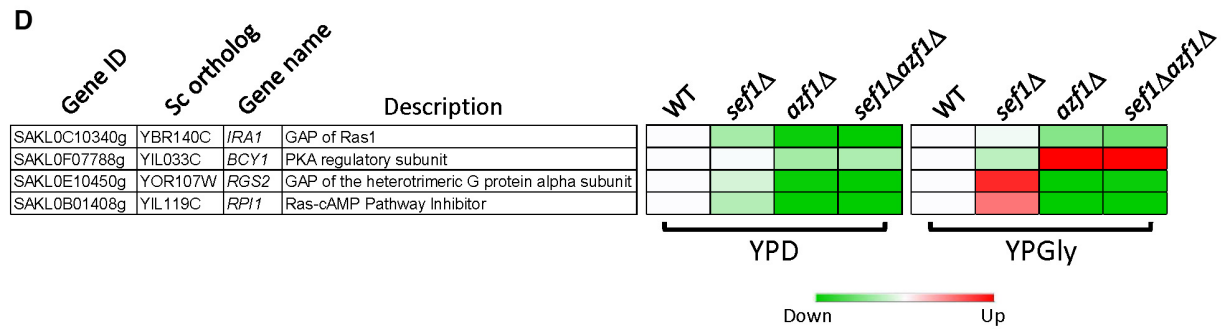 D
Gene ID Sc ortholog Gene name Description WT sef1Δ azf1Δ sef1Δazf1Δ WT sef1Δ azf1Δ sef1Δazf1Δ
SAKL0C10340g YBR140C IRA1 GAP of Ras1
SAKL0F07788g YIL033C BCY1 PKA regulatory subunit
SAKL0E10450g YOR107W RGS2 GAP of the heterotrimeric G protein alpha subunit
SAKL0B01408g YIL119C RPI1 Ras-cAMP Pathway Inhibitor
YPD YPGly
Down Up